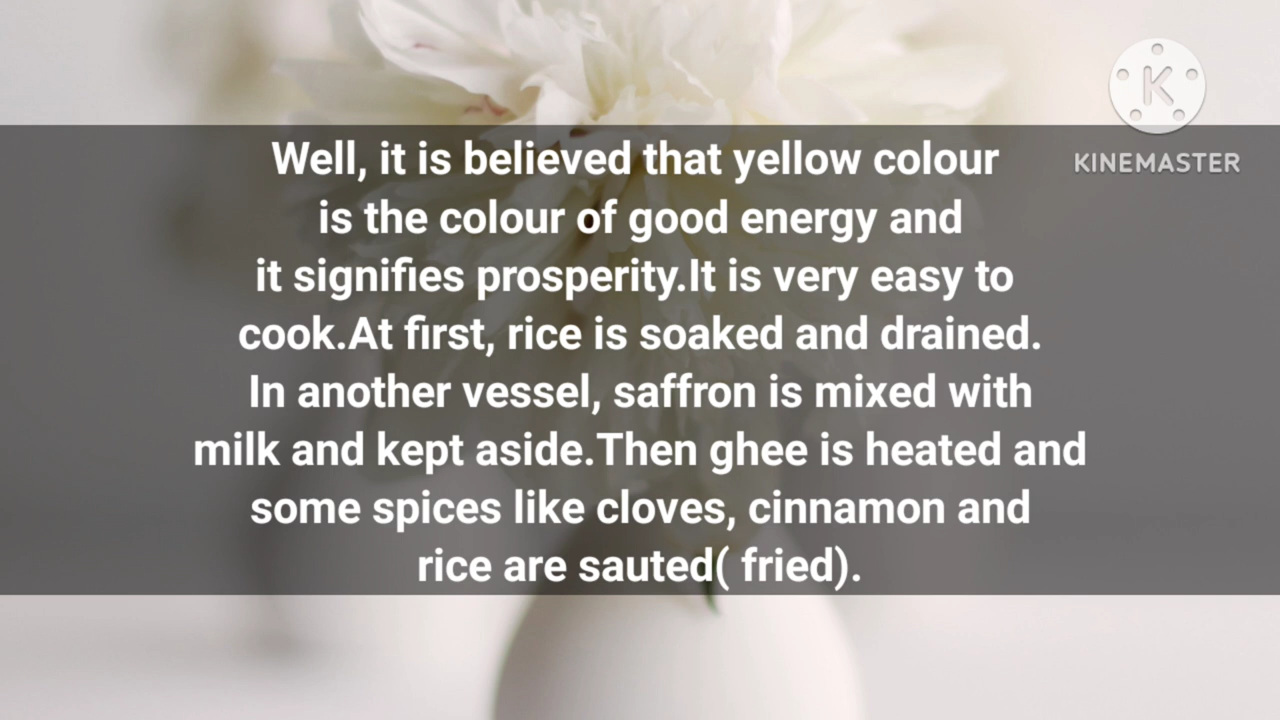 Well, it is believed that yellow colour
is the colour of good energy and
it signifies prosperity.It is very easy to
cook.At first, rice is soaked and drained.
In another vessel, saffron is mixed with
milk and kept aside.Then ghee is heated and
some spices like cloves, cinnamon and
rice are sauted( fried).
K
KINEMASTER